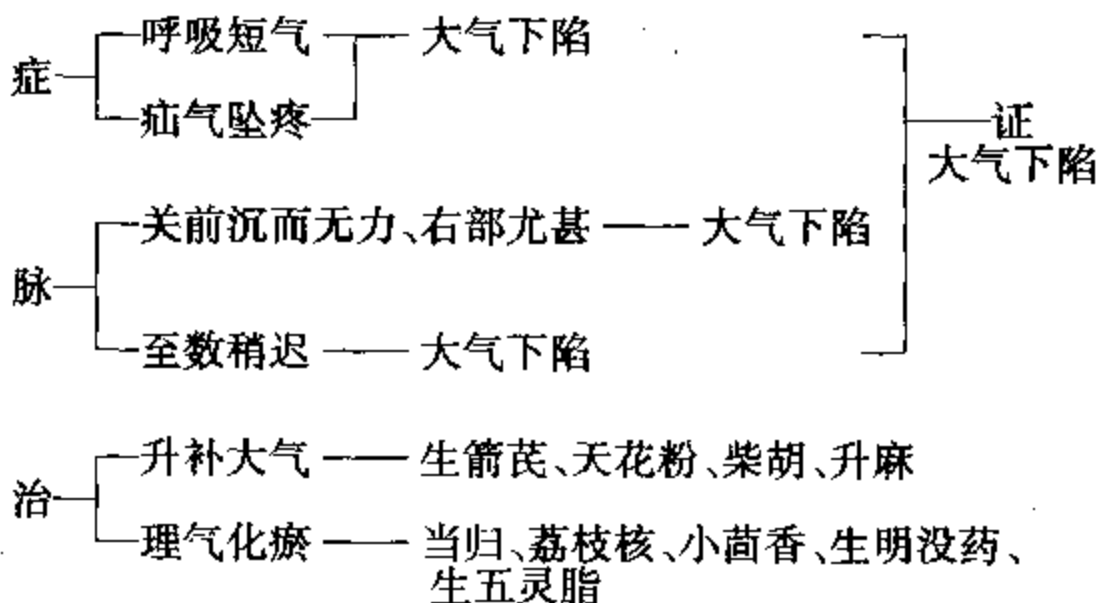 症
呼吸短气 大气下陷
疝气坠疼
证
大气下陷
脉
关前沉而无力、右部尤甚 大气下陷
至数稍迟 大气下陷
治
升补大气 生箭芪、天花粉、柴胡、升麻
理气化瘀 当归、荔枝核、小茴香、生明没药、
生五灵脂